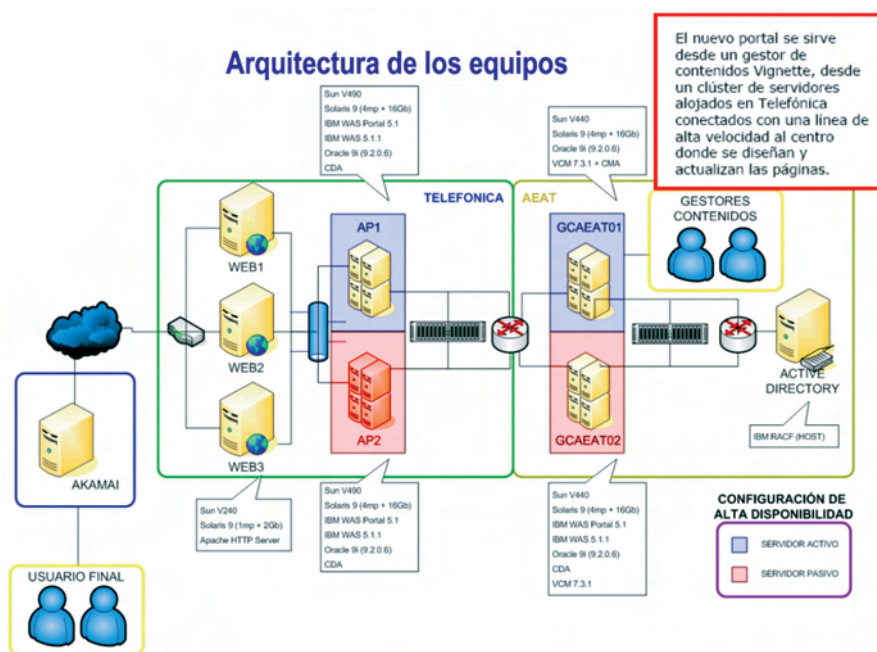 Arquitectura de los equipos
El nuevo portal se sirve
desde un gestor de
contenidos Vignette, desde
un clúster de servidores
alojados en Telefónica
conectados con una línea de
alta velocidad al centro
donde se diseñan y
actualizan las páginas.
Sun V490
Solaris 9 (4mp + 16Gb)
IBM WAS Portal 5.1
IBM WAS 5.1.1
Oracle 9i (9.2.0.6)
CDA
Sun V440
Solaris 9 (4mp + 16Gb)
Oracle 9i (9.2.0.6)
VCM 7.3.1 + CMA
TELEFONICA
AEAT
GESTORES
CONTENIDOS
WEB1
AP1
GCAEAT01
WEB2
AP2
GCAEAT02
ACTIVE
DIRECTORY
IBM RACF (HOST)
AKAMAI
WEB3
Sun V240
Solaris 9 (1mp + 2Gb)
Apache HTTP Server
Sun V490
Solaris 9 (4mp + 16Gb)
IBM WAS Portal 5.1
IBM WAS 5.1.1
Oracle 9i (9.2.0.6)
CDA
Sun V440
Solaris 9 (4mp + 16Gb)
IBM WAS Portal 5.1
IBM WAS 5.1.1
Oracle 9i (9.2.0.6)
CDA
VCM 7.3.1
CONFIGURACIÓN DE
ALTA DISPONIBILIDAD
SERVIDOR ACTIVO
SERVIDOR PASIVO
USUARIO FINAL